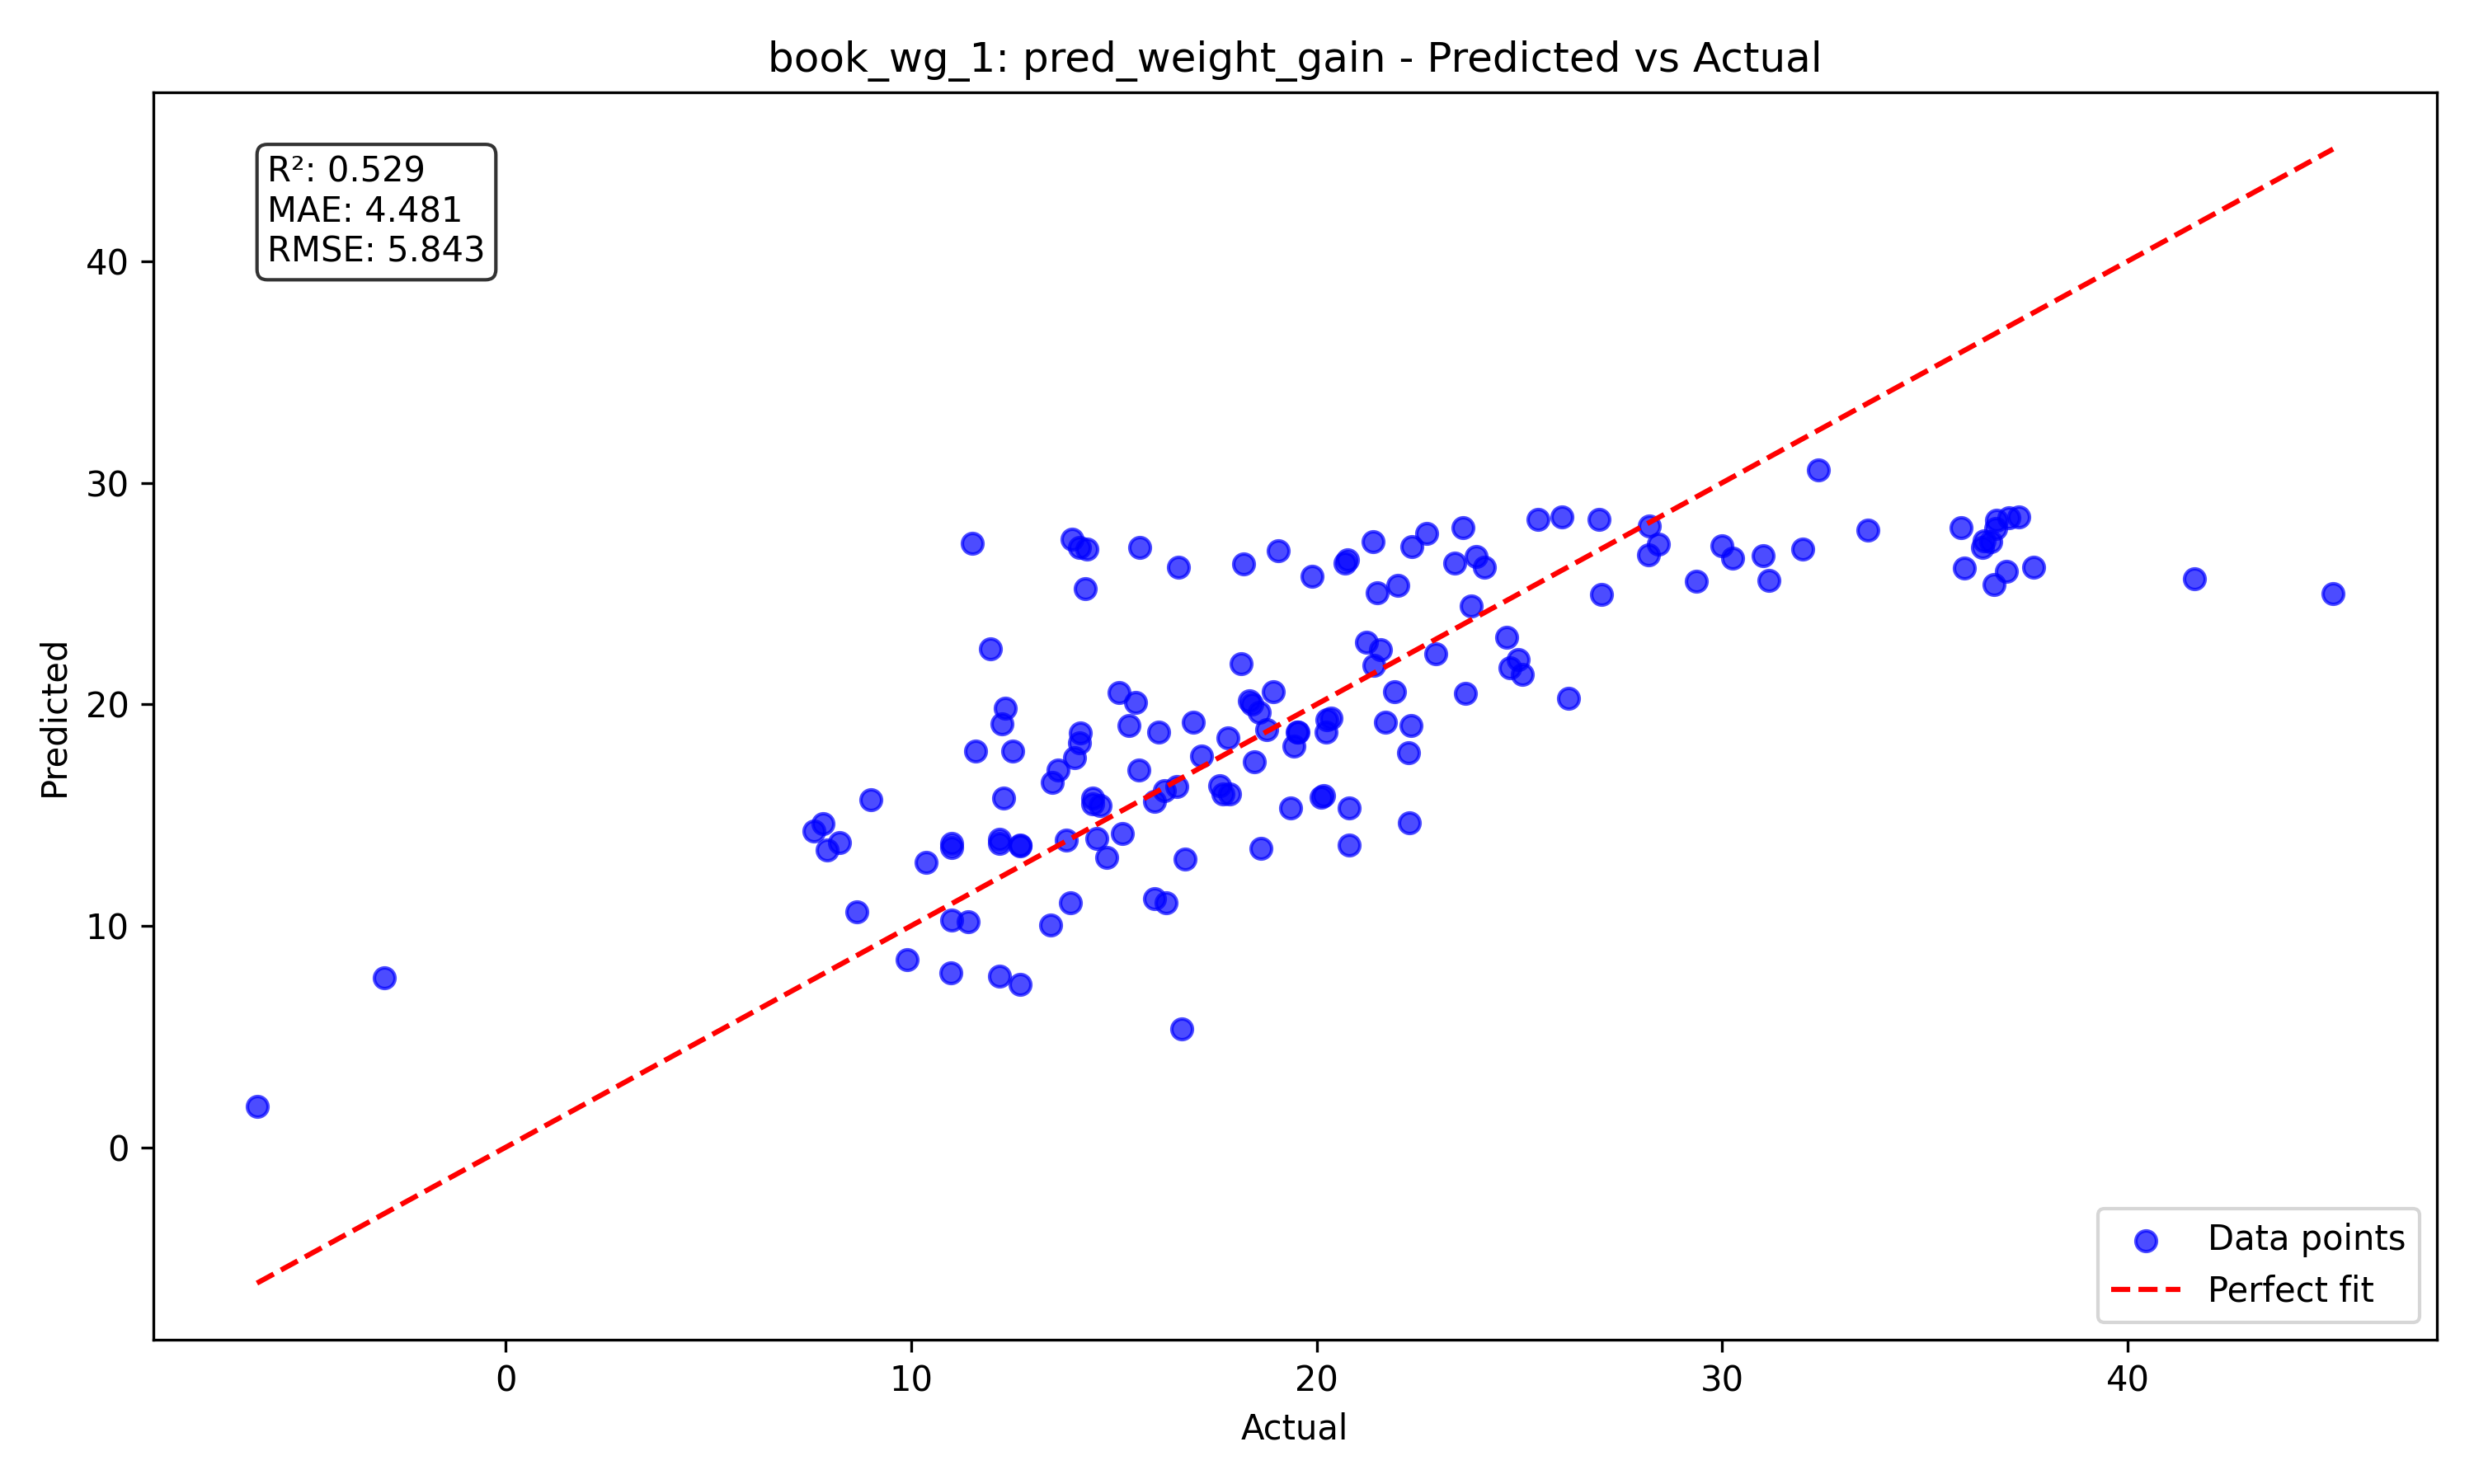 book_wg_1: pred_weight_gain - Predicted vs Actual
R²: 0.529
MAE: 4.481
RMSE: 5.843
40
30
20
10
0
Predicted
0
10
20
30
40
Actual
Data points
Perfect fit